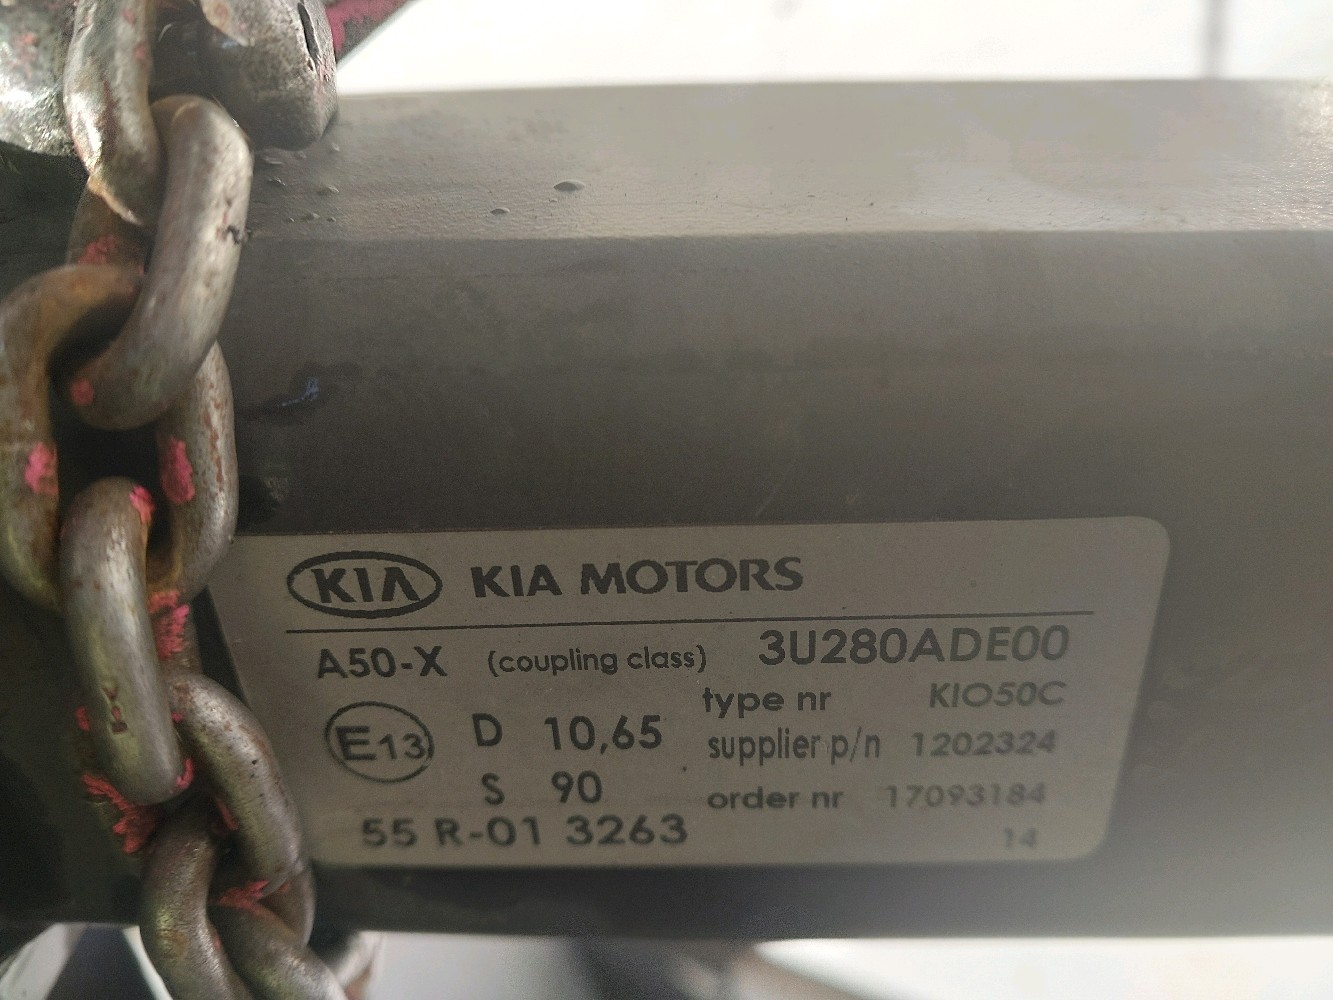 KIA KIA MOTORS
A50-X (coupling class) 3U280ADE00
type nr KIO50C
E13 D 10,65
supplier p/n 1202324
S 90
order nr 17093184
55 R-01 3263
14